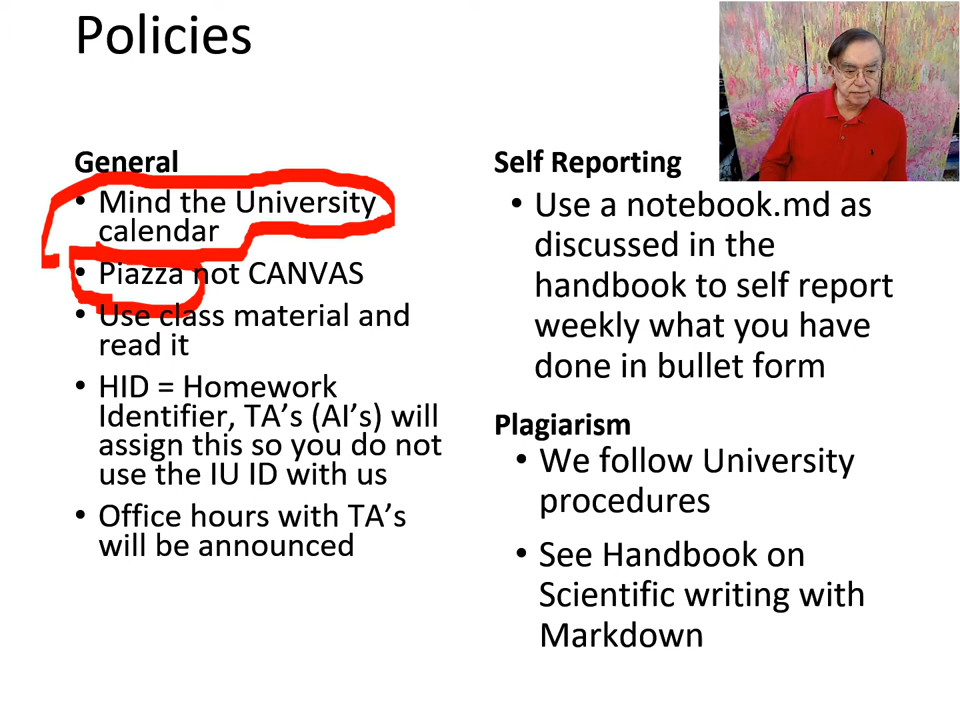 Policies
General
• Mind the University
calendar
• Piazza not CANVAS
• Use class material and
read it
• HID = Homework
Identifier, TA’s (AI’s) will
assign this so you do not
use the IU ID with us
• Office hours with TA’s
will be announced
Self Reporting
• Use a notebook.md as
discussed in the
handbook to self report
weekly what you have
done in bullet form
Plagiarism
• We follow University
procedures
• See Handbook on
Scientific writing with
Markdown